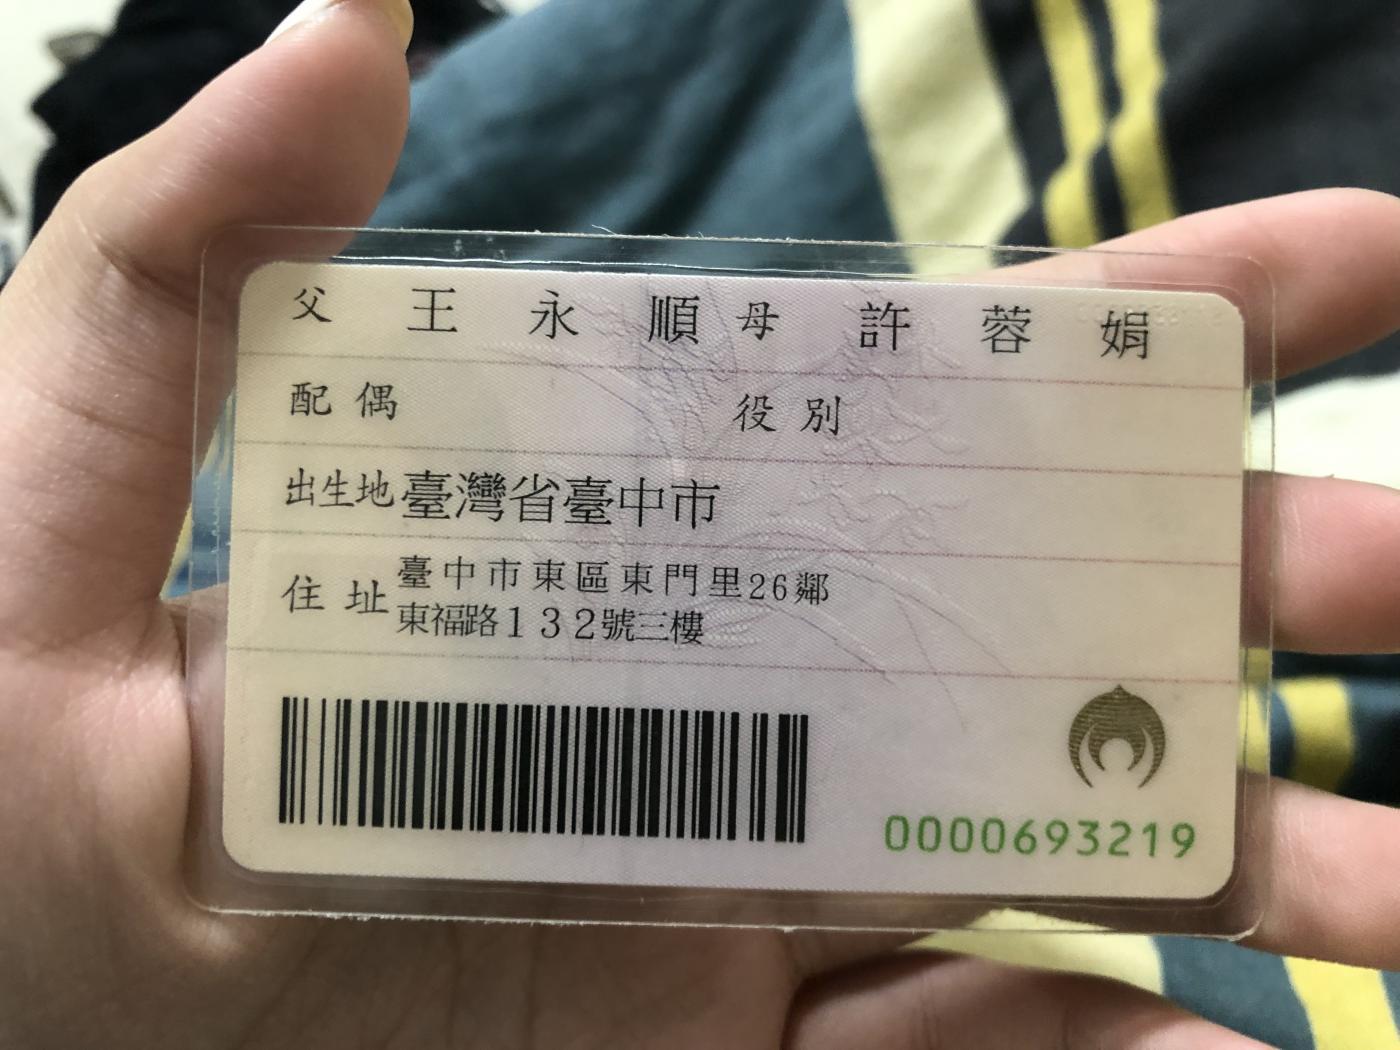 父 王永順 母 許蓉娟
配偶 役別
出生地 臺灣省臺中市
住址 臺中市東區東門里26鄰
東福路132號三樓
0000693219